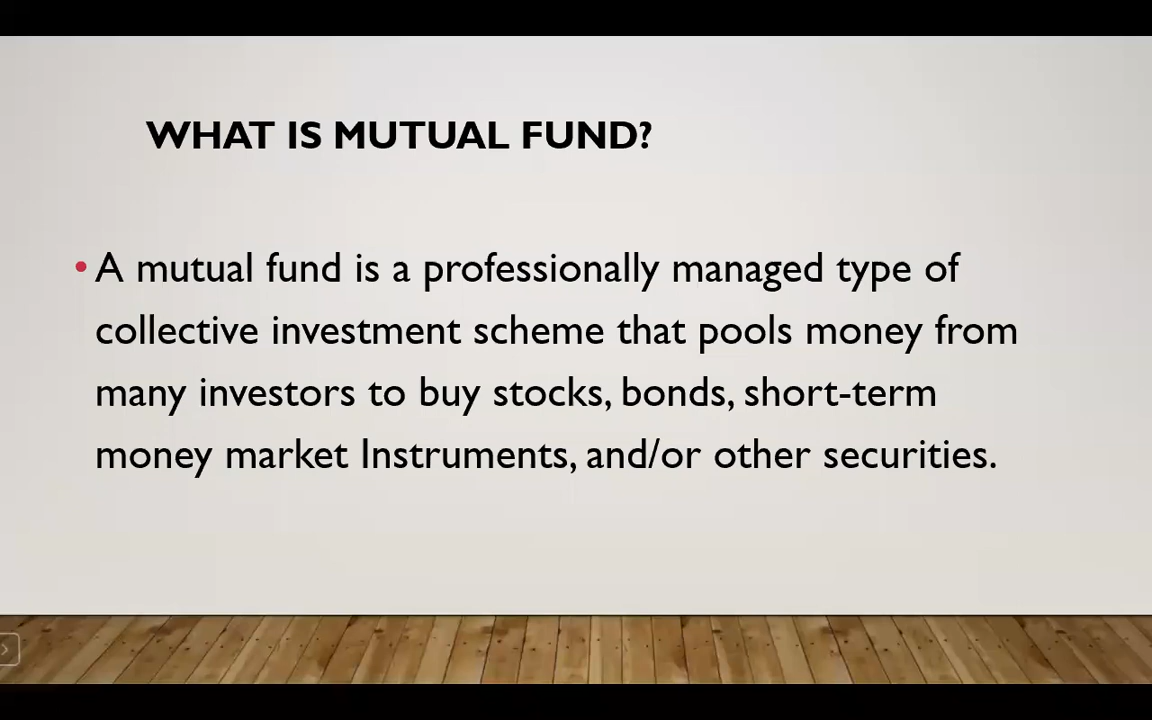 WHAT IS MUTUAL FUND?
• A mutual fund is a professionally managed type of
collective investment scheme that pools money from
many investors to buy stocks, bonds, short-term
money market Instruments, and/or other securities.